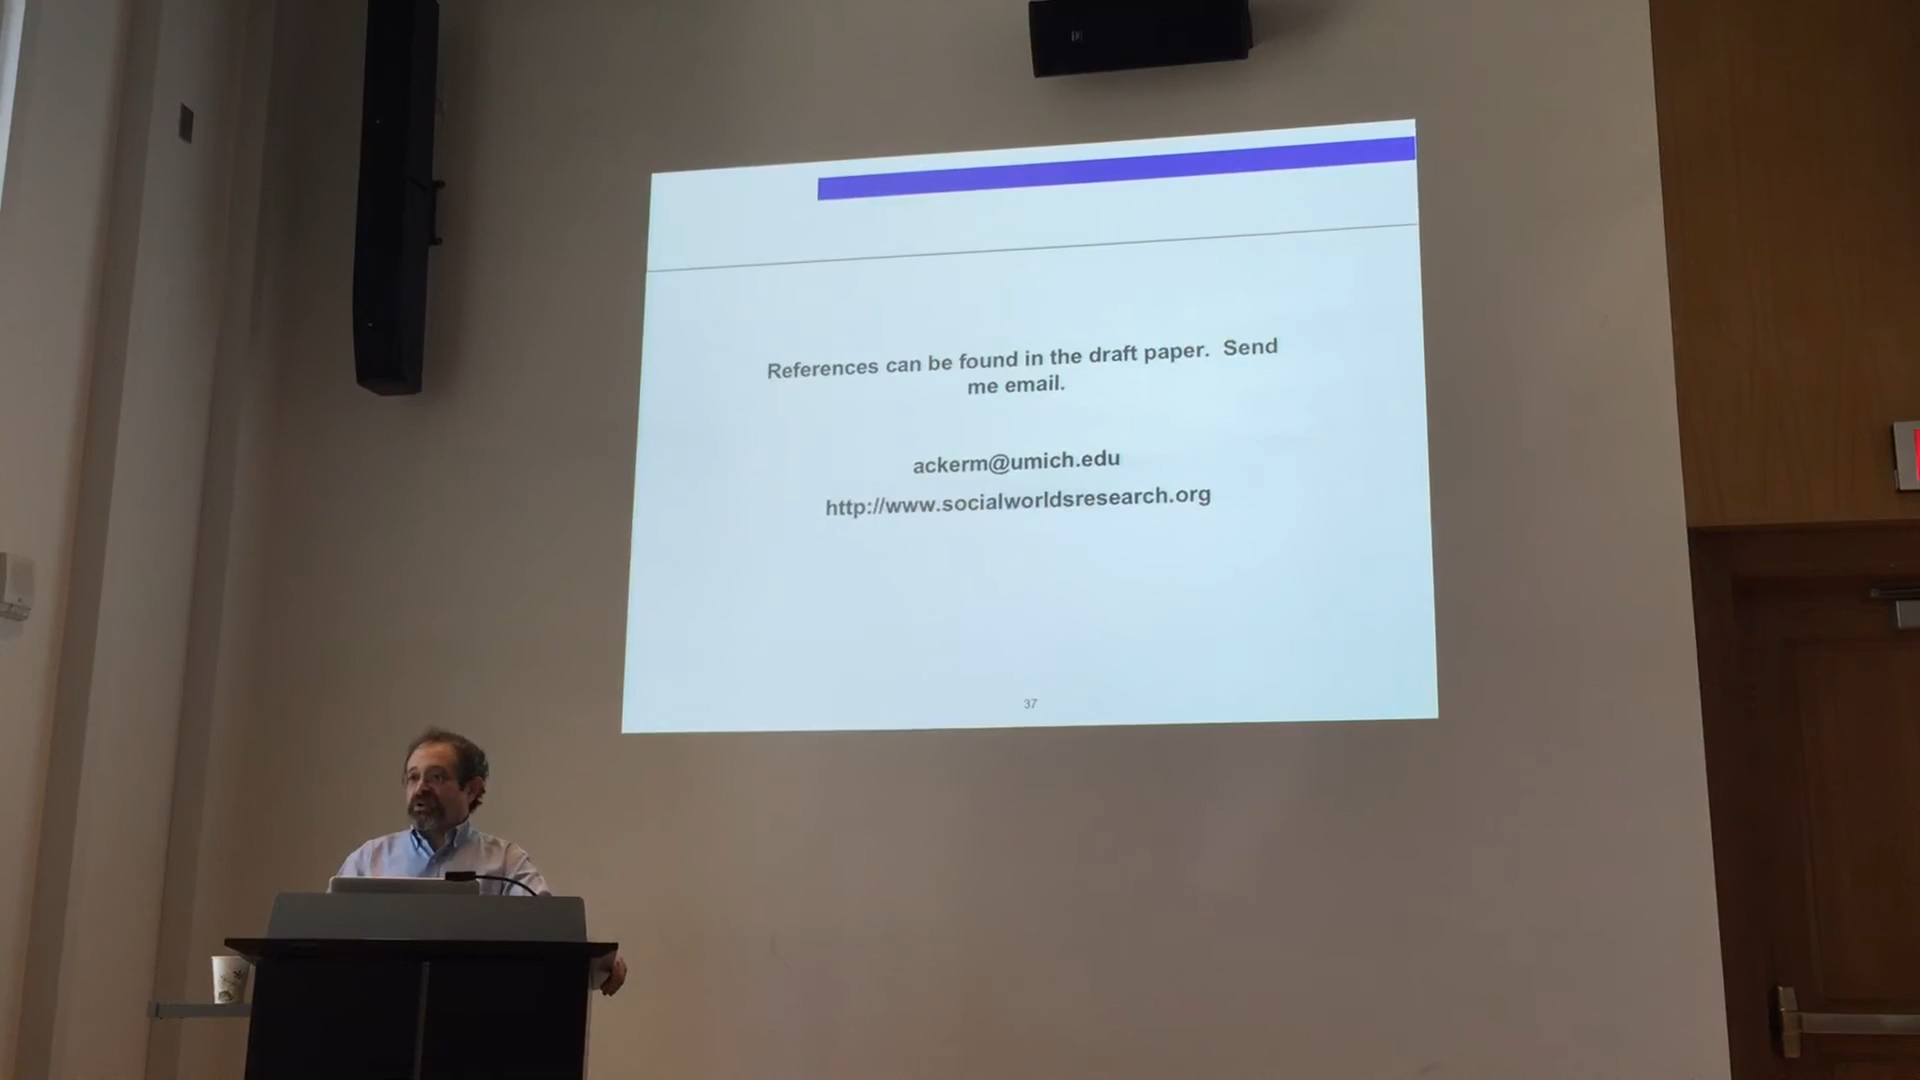 References can be found in the draft paper.  Send
me email.
ackerm@umich.edu
http://www.socialworldsresearch.org
37